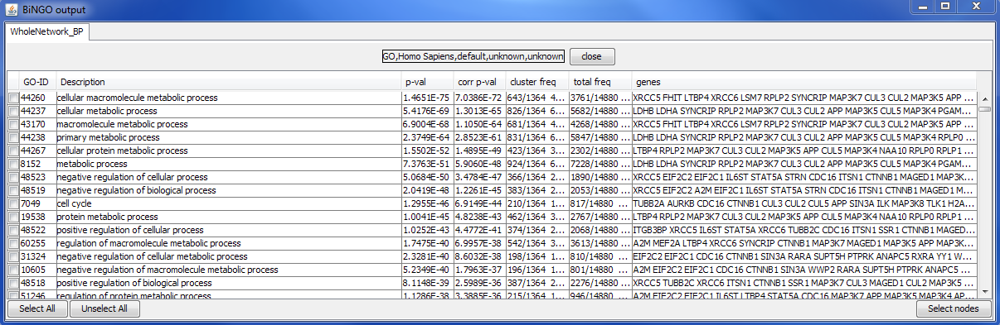 BiNGO output
WholeNetwork_BP
GO,Homo Sapiens,default,unknown,unknown close
GO-ID Description p-val corr p-val cluster freq total freq genes
44260 cellular macromolecule metabolic process 1.4651E-75 7.0386E-72 643/1364 4... 3761/14880 ... XRCC5 FHIT LTBP4 XRCC6 LSM7 RPLP2 SYNCRIP MAP3K7 CUL3 CUL2 MAP3K5 APP ...
44237 cellular metabolic process 5.4176E-69 1.3013E-65 826/1364 6... 5682/14880 ... LDHB LDHA SYNCRIP RPLP2 MAP3K7 CUL3 CUL2 APP CUL5 MAP3K5 MAP3K4 PGAM...
43170 macromolecule metabolic process 6.9004E-68 1.1050E-64 681/1364 4... 4268/14880 ... XRCC5 FHIT LTBP4 XRCC6 LSM7 RPLP2 SYNCRIP MAP3K7 CUL3 CUL2 MAP3K5 APP ...
44238 primary metabolic process 2.3749E-64 2.8523E-61 831/1364 6... 5847/14880 ... LDHB LDHA SYNCRIP RPLP2 MAP3K7 CUL3 CUL2 APP MAP3K5 CUL5 MAP3K4 RPLP0 ...
44267 cellular protein metabolic process 1.5502E-52 1.4895E-49 423/1364 3... 2302/14880 ... LTBP4 RPLP2 MAP3K7 CUL3 CUL2 MAP3K5 APP CUL5 MAP3K4 NAA10 RPLP0 RPLP1 ...
8152 metabolic process 7.3763E-51 5.9060E-48 924/1364 6... 7228/14880 ... LDHB LDHA SYNCRIP RPLP2 MAP3K7 CUL3 CUL2 APP CUL5 MAP3K5 MAP3K4 PGAM...
48523 negative regulation of cellular process 5.0684E-50 3.4784E-47 366/1364 2... 1890/14880 ... XRCC5 EIF2C2 EIF2C1 IL6ST STAT5A STRN CDC16 ITSN1 CTNNB1 MAGED1 MAP3K...
48519 negative regulation of biological process 2.0419E-48 1.2261E-45 383/1364 2... 2053/14880 ... XRCC5 EIF2C2 A2M EIF2C1 IL6ST STAT5A STRN CDC16 ITSN1 CTNNB1 MAGED1 ...
7049 cell cycle 1.2955E-46 6.9149E-44 210/1364 1... 817/14880 ... TUBB2A AURKB CDC16 CTNNB1 CUL3 CUL2 CUL5 APP SIN3A ILK MAP3K8 TLK1 H2A...
19538 protein metabolic process 1.0041E-45 4.8238E-43 462/1364 3... 2767/14880 ... LTBP4 RPLP2 MAP3K7 CUL3 CUL2 MAP3K5 APP CUL5 MAP3K4 NAA10 RPLP0 RPLP1 ...
48522 positive regulation of cellular process 1.0252E-43 4.4772E-41 374/1364 2... 2068/14880 ... ITGB3BP XRCC5 IL6ST STAT5A XRCC6 TUBB2C CDC16 ITSN1 SSR1 CTNNB1 MAGED...
60255 regulation of macromolecule metabolic process 1.7475E-40 6.9957E-38 542/1364 3... 3613/14880 ... A2M MEF2A LTBP4 XRCC6 SYNCRIP CTNNB1 MAP3K7 MAGED1 MAP3K5 APP MAP3K...
31324 negative regulation of cellular metabolic process 2.3281E-40 8.6032E-38 198/1364 1... 810/14880 ... EIF2C2 EIF2C1 CDC16 CTNNB1 SIN3A RARA SUPT5H PTPRK ANAPC5 RXRA YY1 W...
10605 negative regulation of macromolecule metabolic process 5.2349E-40 1.7963E-37 196/1364 1... 801/14880 ... A2M EIF2C2 EIF2C1 CDC16 CTNNB1 SIN3A WWP2 RARA SUPT5H PTPRK ANAPC5 ...
48518 positive regulation of biological process 8.1148E-39 2.5989E-36 387/1364 2... 2276/14880 ... XRCC5 TUBB2C XRCC6 ITSN1 CTNNB1 SSR1 MAP3K7 MAGED1 CUL3 CUL2 MAP3K5 ...
51246 regulation of protein metabolic process 1.1286E-38 3.3885E-36 215/1364 1... 946/14880 ... A2M EIF2C2 EIF2C1 IL6ST LTBP4 STAT5A CDC16 MAP3K7 APP MAP3K5 MAP3K4 AP...
Select All Unselect All Select nodes